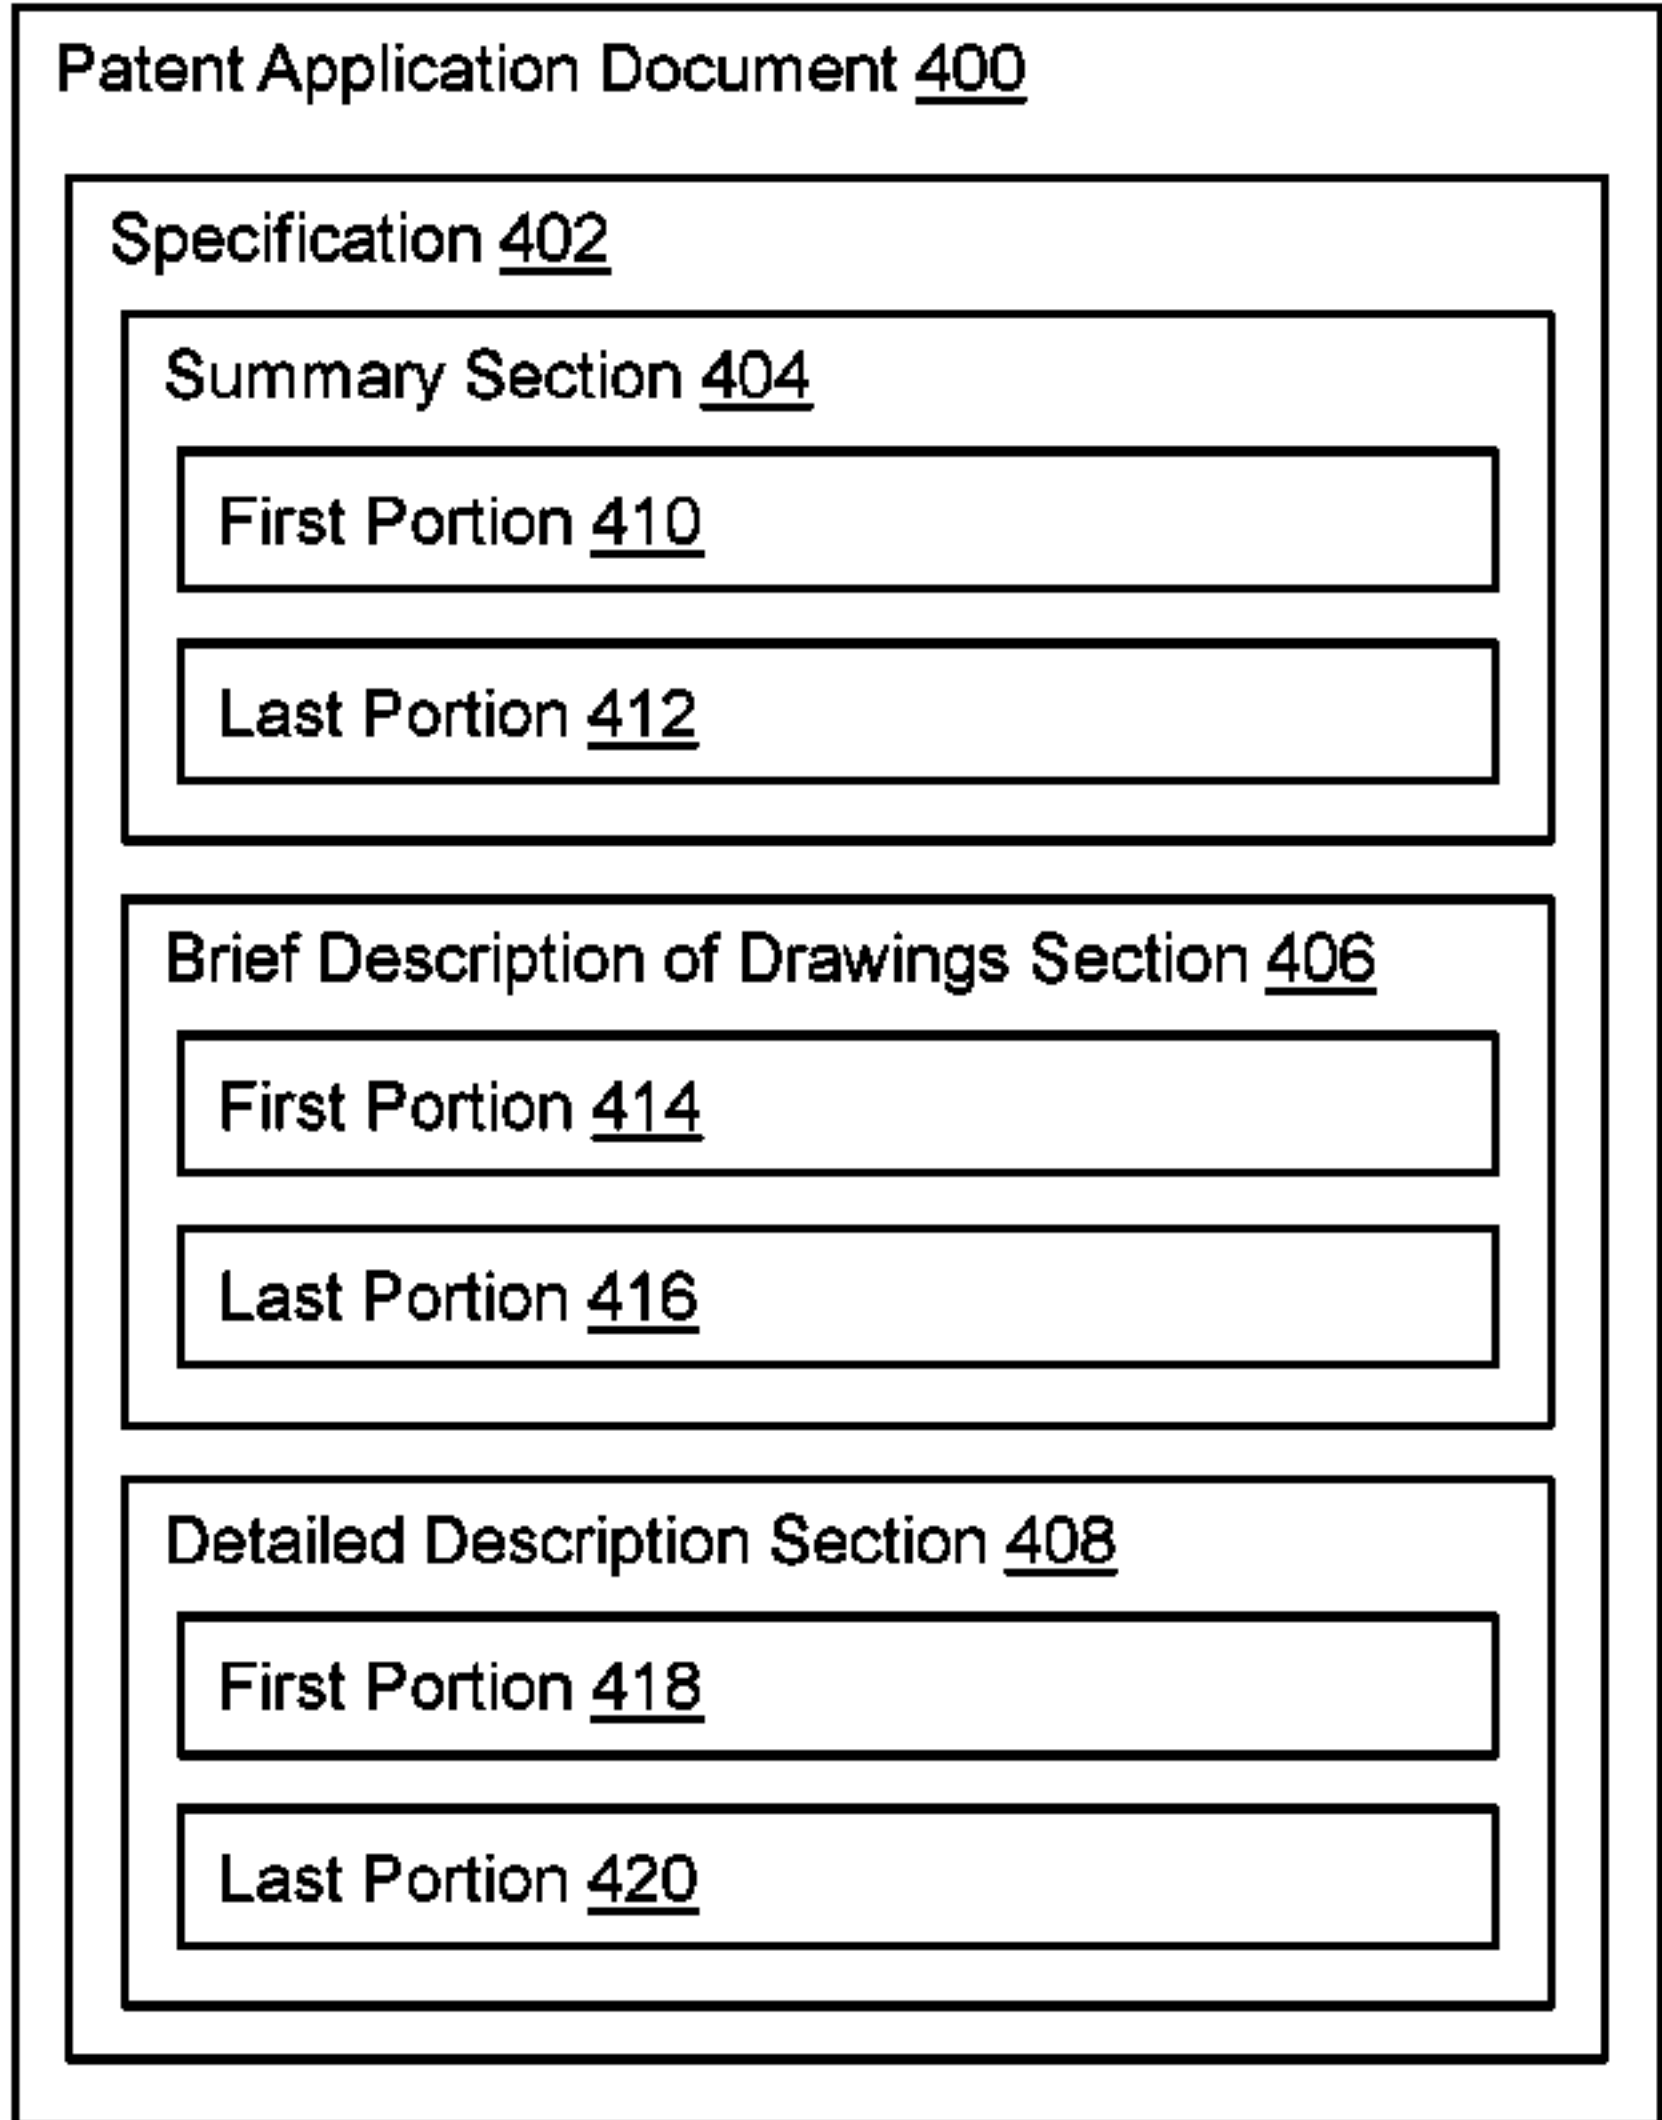 Patent Application Document 400
Specification 402
Summary Section 404
First Portion 410
Last Portion 412
Brief Description of Drawings Section 406
First Portion 414
Last Portion 416
Detailed Description Section 408
First Portion 418
Last Portion 420